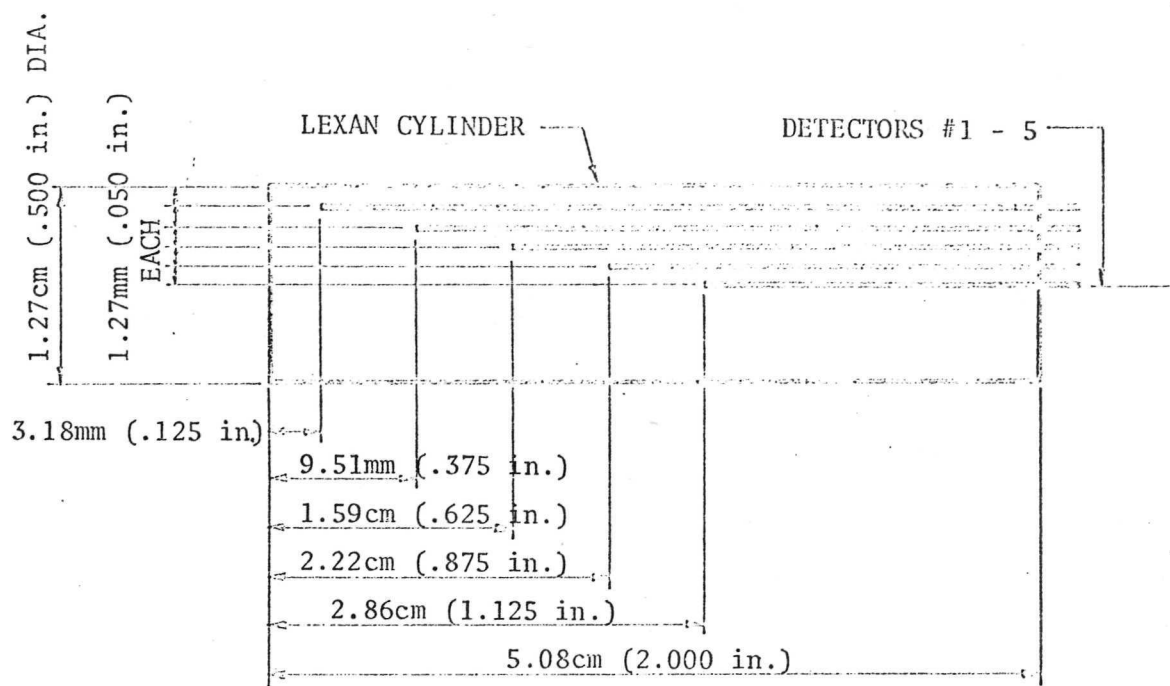 1.27cm (.500 in.) DIA.
1.27mm (.050 in.)
EACH
LEXAN CYLINDER
DETECTORS #1 - 5
3.18mm (.125 in.)
9.51mm (.375 in.)
1.59cm (.625 in.)
2.22cm (.875 in.)
2.86cm (1.125 in.)
5.08cm (2.000 in.)